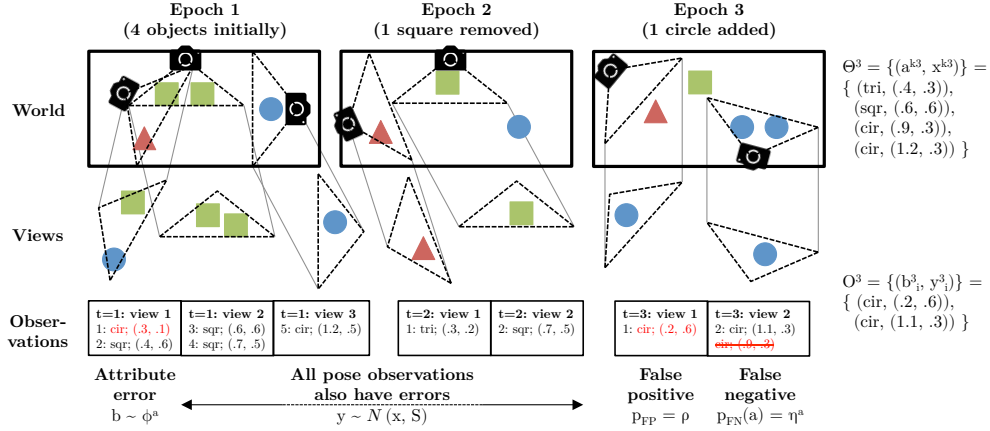 Epoch 1
(4 objects initially)
Epoch 2
(1 square removed)
Epoch 3
(1 circle added)
World
Θ³ = {(aᵏ³, xᵏ³)} =
{ (tri, (.4, .3)),
(sqr, (.6, .6)),
(cir, (.9, .3)),
(cir, (1.2, .3)) }
Views
O³ = {(b³ᵢ, y³ᵢ)} =
{ (cir, (.2, .6)),
(cir, (1.1, .3)) }
Obser-
vations
t=1: view 1
1: cir; (.3, .1)
2: sqr; (.4, .6)
t=1: view 2
3: sqr; (.6, .6)
4: sqr; (.7, .5)
t=1: view 3
5: cir; (1.2, .5)
t=2: view 1
1: tri; (.3, .2)
t=2: view 2
2: sqr; (.7, .5)
t=3: view 1
1: cir; (.2, .6)
t=3: view 2
2: cir; (1.1, .3)
cir; (.9, .3)
Attribute
error
b ~ ϕᵃ
All pose observations
also have errors
y ~ N (x, S)
False
positive
p_FP = ρ
False
negative
p_FN(a) = ηᵃ